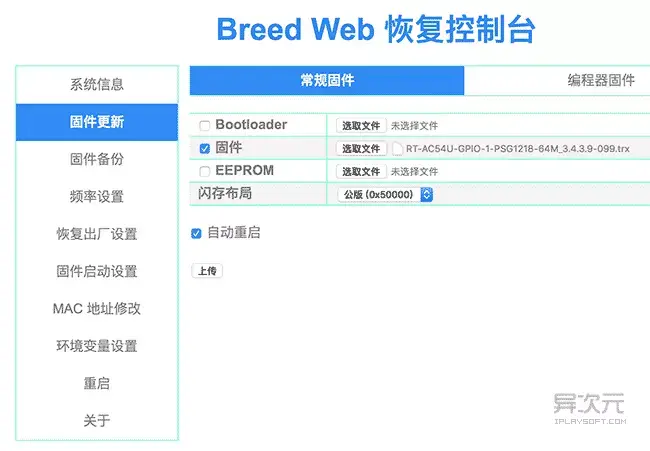 Breed Web 恢复控制台
系统信息
固件更新
固件备份
频率设置
恢复出厂设置
固件启动设置
MAC 地址修改
环境变量设置
重启
关于
常规固件 编程器固件
Bootloader 选取文件 未选择文件
固件 选取文件 RT-AC54U-GPIO-1-PSG1218-64M_3.4.3.9-099.trx
EEPROM 选取文件 未选择文件
闪存布局 公版 (0x50000)
自动重启
上传
异次元
IPLAYSOFT.COM